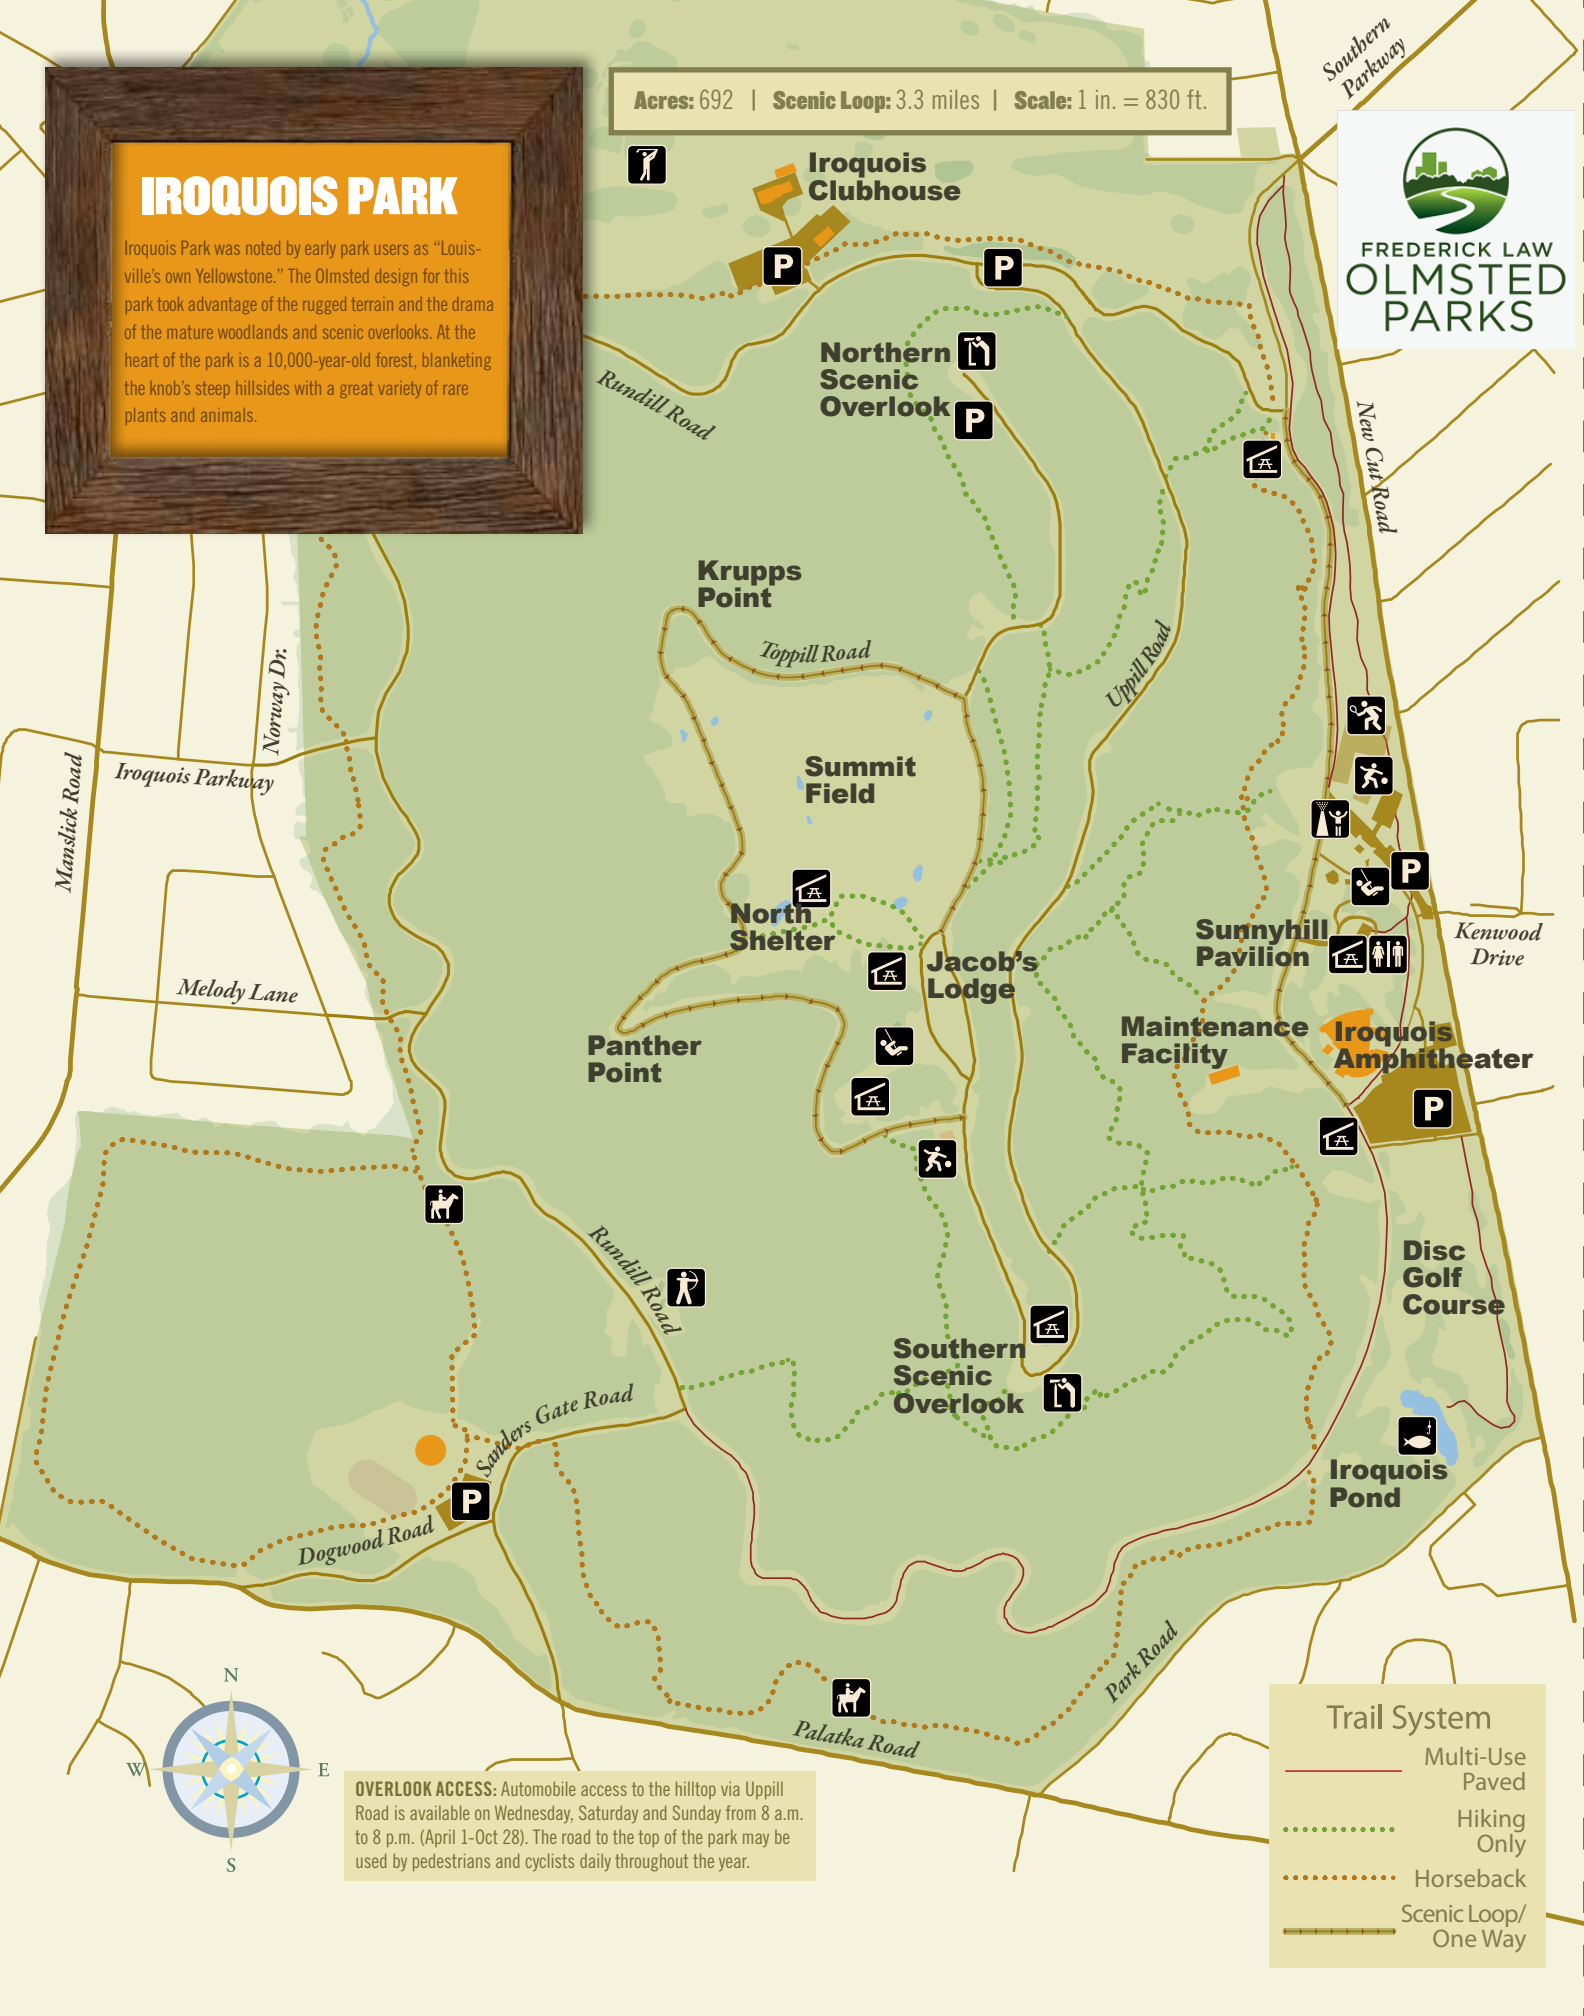 Southern
Parkway
Acres: 692 | Scenic Loop: 3.3 miles | Scale: 1 in. = 830 ft.
IROQUOIS PARK
Iroquois Park was noted by early park users as “Louis-
ville’s own Yellowstone.” The Olmsted design for this
park took advantage of the rugged terrain and the drama
of the mature woodlands and scenic overlooks. At the
heart of the park is a 10,000-year-old forest, blanketing
the knob’s steep hillsides with a great variety of rare
plants and animals.
FREDERICK LAW
OLMSTED
PARKS
Iroquois
Clubhouse
P
P
Northern
Scenic
Overlook
P
Rundill Road
New Cut Road
Krupps
Point
Toppill Road
Uppill Road
Norway Dr.
Iroquois Parkway
Manslick Road
Summit
Field
P
North
Shelter
Sunnyhill
Pavilion
Kenwood
Drive
Jacob’s
Lodge
Melody Lane
Maintenance
Facility
Iroquois
Amphitheater
Panther
Point
P
Rundill Road
Disc
Golf
Course
Southern
Scenic
Overlook
Sanders Gate Road
Iroquois
Pond
P
Dogwood Road
Park Road
Palatka Road
N
W
E
S
OVERLOOK ACCESS: Automobile access to the hilltop via Uppill
Road is available on Wednesday, Saturday and Sunday from 8 a.m.
to 8 p.m. (April 1-Oct 28). The road to the top of the park may be
used by pedestrians and cyclists daily throughout the year.
Trail System
Multi-Use
Paved
Hiking
Only
Horseback
Scenic Loop/
One Way